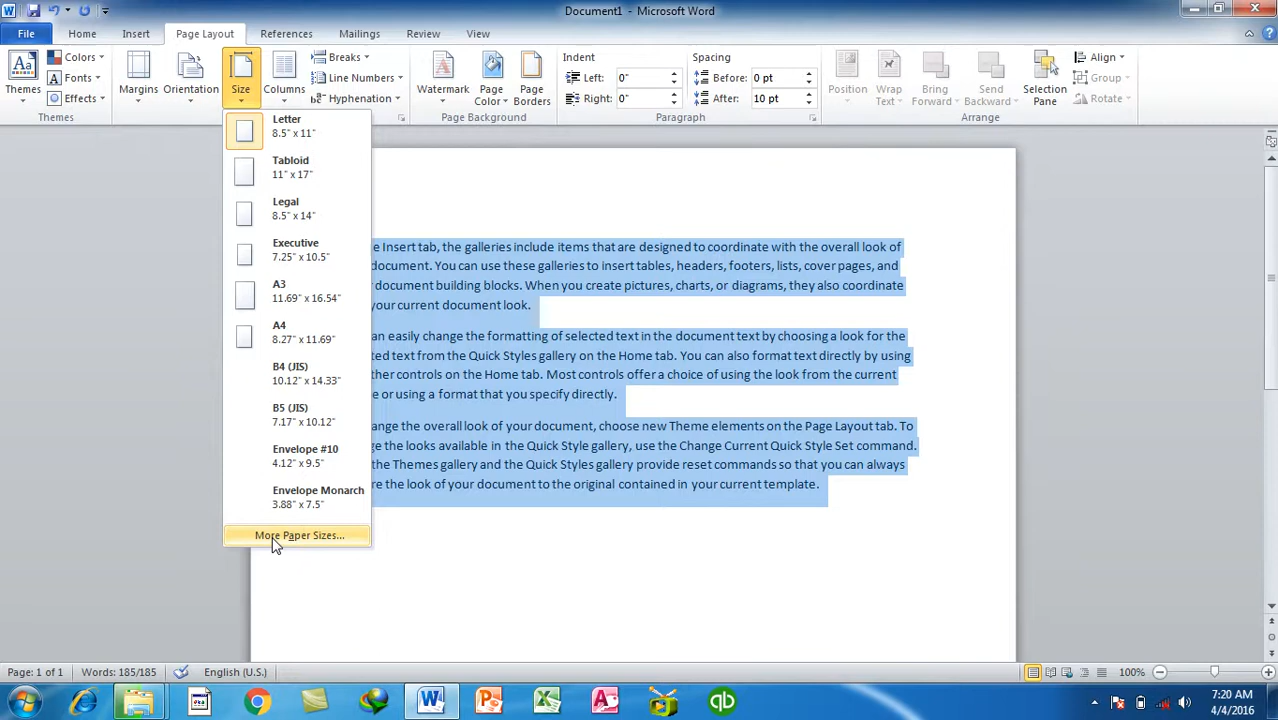 Document1 - Microsoft Word
File Home Insert Page Layout References Mailings Review View
Themes
Colors
Fonts
Effects
Themes
Margins
Orientation
Size
Columns
Breaks
Line Numbers
Hyphenation
Watermark
Page Color
Page Borders
Page Background
Indent
Left: 0"
Right: 0"
Spacing
Before: 0 pt
After: 10 pt
Paragraph
Position
Wrap Text
Bring Forward
Send Backward
Selection Pane
Align
Group
Rotate
Arrange
Letter
8.5" x 11"
Tabloid
11" x 17"
Legal
8.5" x 14"
Executive
7.25" x 10.5"
A3
11.69" x 16.54"
A4
8.27" x 11.69"
B4 (JIS)
10.12" x 14.33"
B5 (JIS)
7.17" x 10.12"
Envelope #10
4.12" x 9.5"
Envelope Monarch
3.88" x 7.5"
More Paper Sizes...
e Insert tab, the galleries include items that are designed to coordinate with the overall look of
document. You can use these galleries to insert tables, headers, footers, lists, cover pages, and
document building blocks. When you create pictures, charts, or diagrams, they also coordinate
your current document look.
an easily change the formatting of selected text in the document text by choosing a look for the
ted text from the Quick Styles gallery on the Home tab. You can also format text directly by using
ther controls on the Home tab. Most controls offer a choice of using the look from the current
e or using a format that you specify directly.
ange the overall look of your document, choose new Theme elements on the Page Layout tab. To
ge the looks available in the Quick Style gallery, use the Change Current Quick Style Set command.
the Themes gallery and the Quick Styles gallery provide reset commands so that you can always
re the look of your document to the original contained in your current template.
Page: 1 of 1 Words: 185/185 English (U.S.) 100%
7:20 AM
4/4/2016